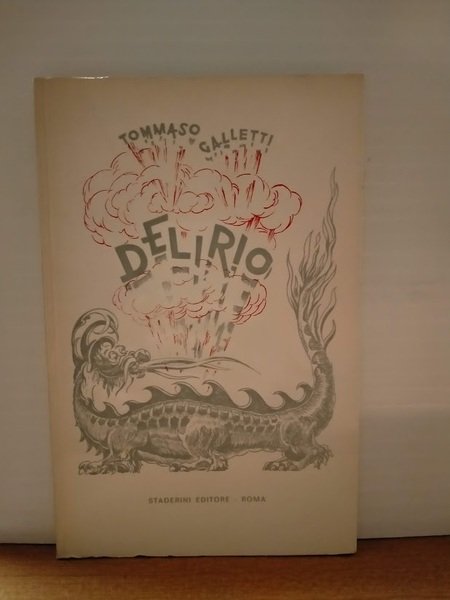 TOMMASO GALLETTI
DELIRIO
STADERINI EDITORE - ROMA